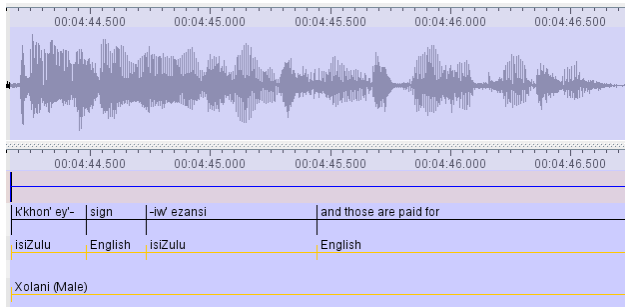 00:04:44.500 00:04:45.000 00:04:45.500 00:04:46.000 00:04:46.500
00:04:44.500 00:04:45.000 00:04:45.500 00:04:46.000 00:04:46.500
k'khon' ey'- sign -iw' ezansi and those are paid for
isiZulu English isiZulu English
Xolani (Male)